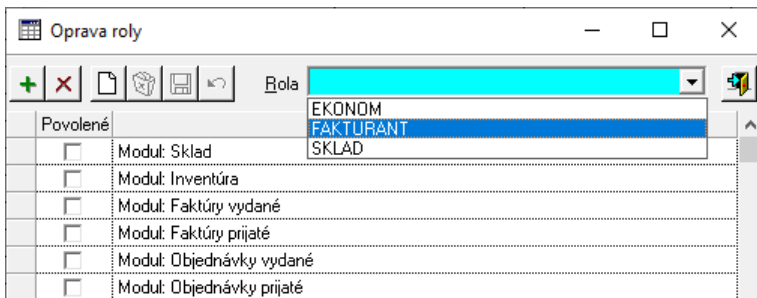 Oprava roly
Rola
EKONOM
FAKTURANT
SKLAD
Povolené
Modul: Sklad
Modul: Inventúra
Modul: Faktúry vydané
Modul: Faktúry prijaté
Modul: Objednávky vydané
Modul: Objednávky prijaté